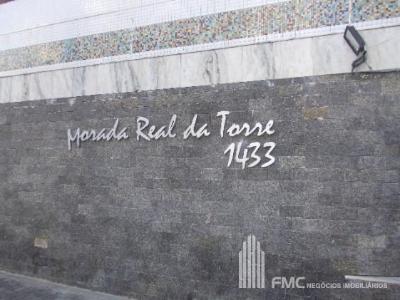 Morada Real da Torre
1433
FMC NEGÓCIOS IMOBILIÁRIOS